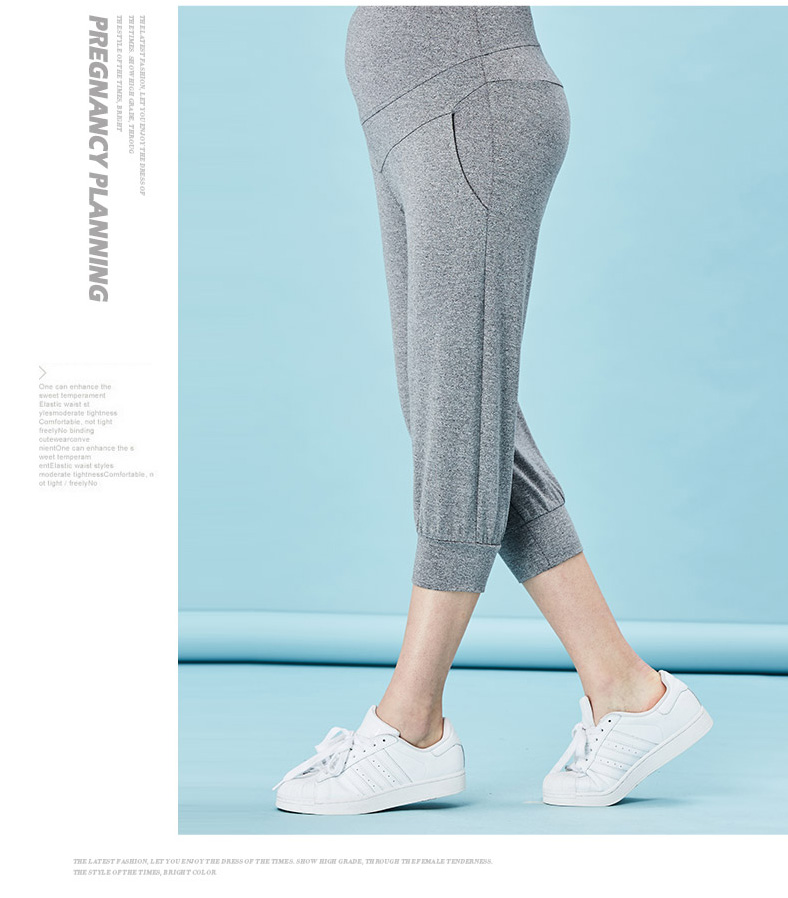 PREGNANCY PLANNING
THE LATEST FASHION, LET YOU ENJOY THE DRESS OF
THE TIMES. SHOW HIGH GRADE, THROUG
THE STYLE OF THE TIMES, BRIGHT
One can enhance the
sweet temperament
Elastic waist st
ylesmoderate tightness
Comfortable, not tight
freelyNo binding
cutewearconve
nientOne can enhance the s
weet temperam
entElastic waist styles
moderate tightnessComfortable, n
ot tight / freelyNo
THE LATEST FASHION, LET YOU ENJOY THE DRESS OF THE TIMES. SHOW HIGH GRADE, THROUGH THE FEMALE TENDERNESS.
THE STYLE OF THE TIMES, BRIGHT COLOR